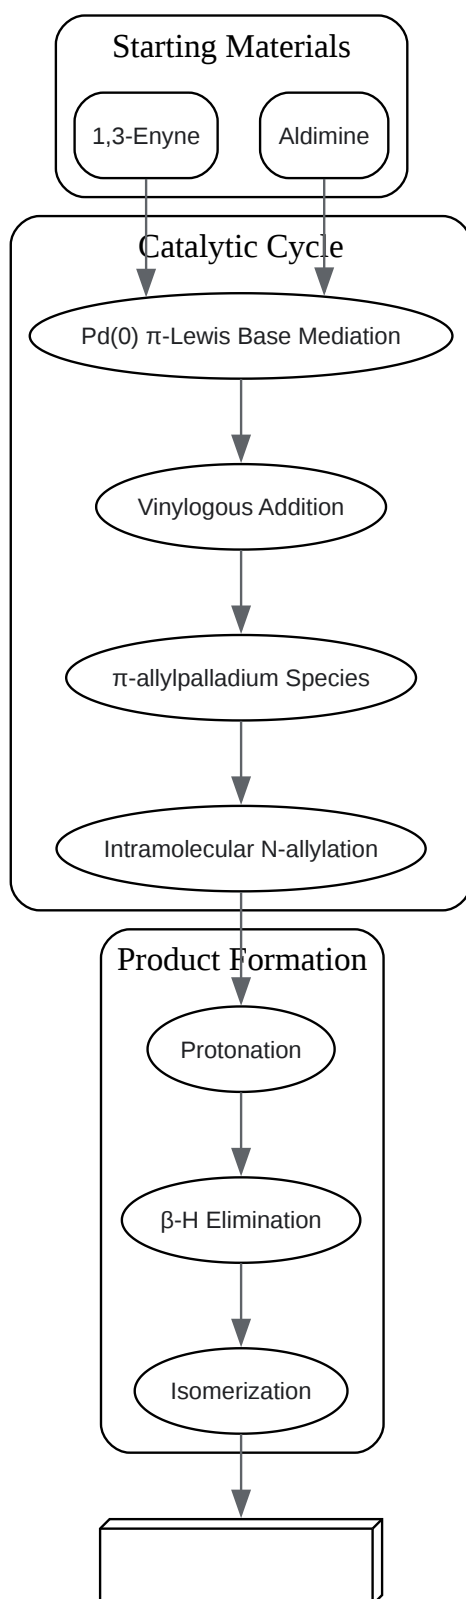 Starting Materials
1,3-Enyne
Aldimine
Catalytic Cycle
Pd(0) π-Lewis Base Mediation
Vinylogous Addition
π-allylpalladium Species
Intramolecular N-allylation
Product Formation
Protonation
β-H Elimination
Isomerization